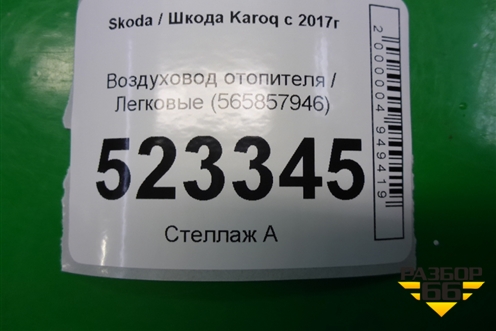 Skoda / Шкода Karoq с 2017г
Воздуховод отопителя /
Легковые (565857946)
523345
Стеллаж А
2000004949419
РАЗБОР
66